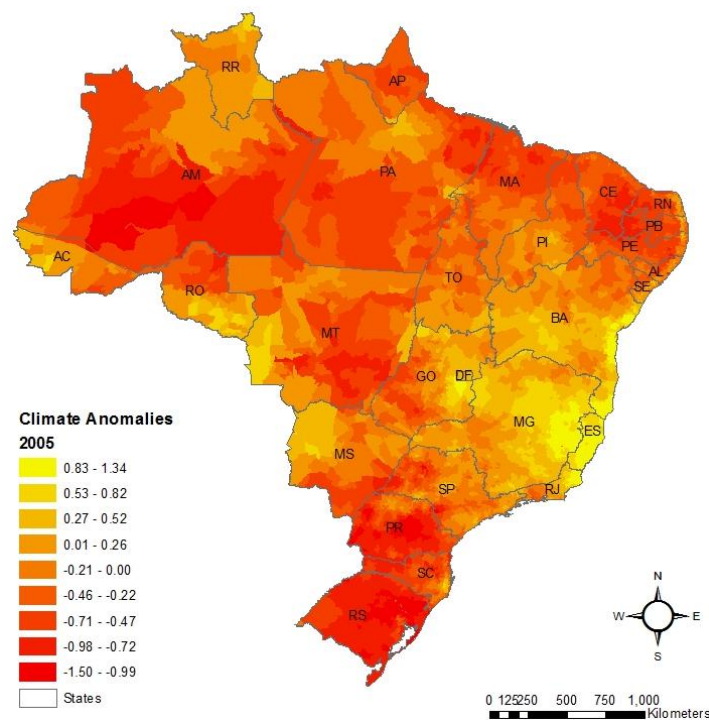 RR
AP
AM
PA
MA
CE
RN
PB
PI
PE
AC
AL
TO
SE
RO
BA
MT
GO
DF
MG
ES
MS
SP
RJ
PR
SC
RS
Climate Anomalies
2005
0.83 - 1.34
0.53 - 0.82
0.27 - 0.52
0.01 - 0.26
-0.21 - 0.00
-0.46 - -0.22
-0.71 - -0.47
-0.98 - -0.72
-1.50 - -0.99
States
N
W E
S
0 125250 500 750 1,000
Kilometers